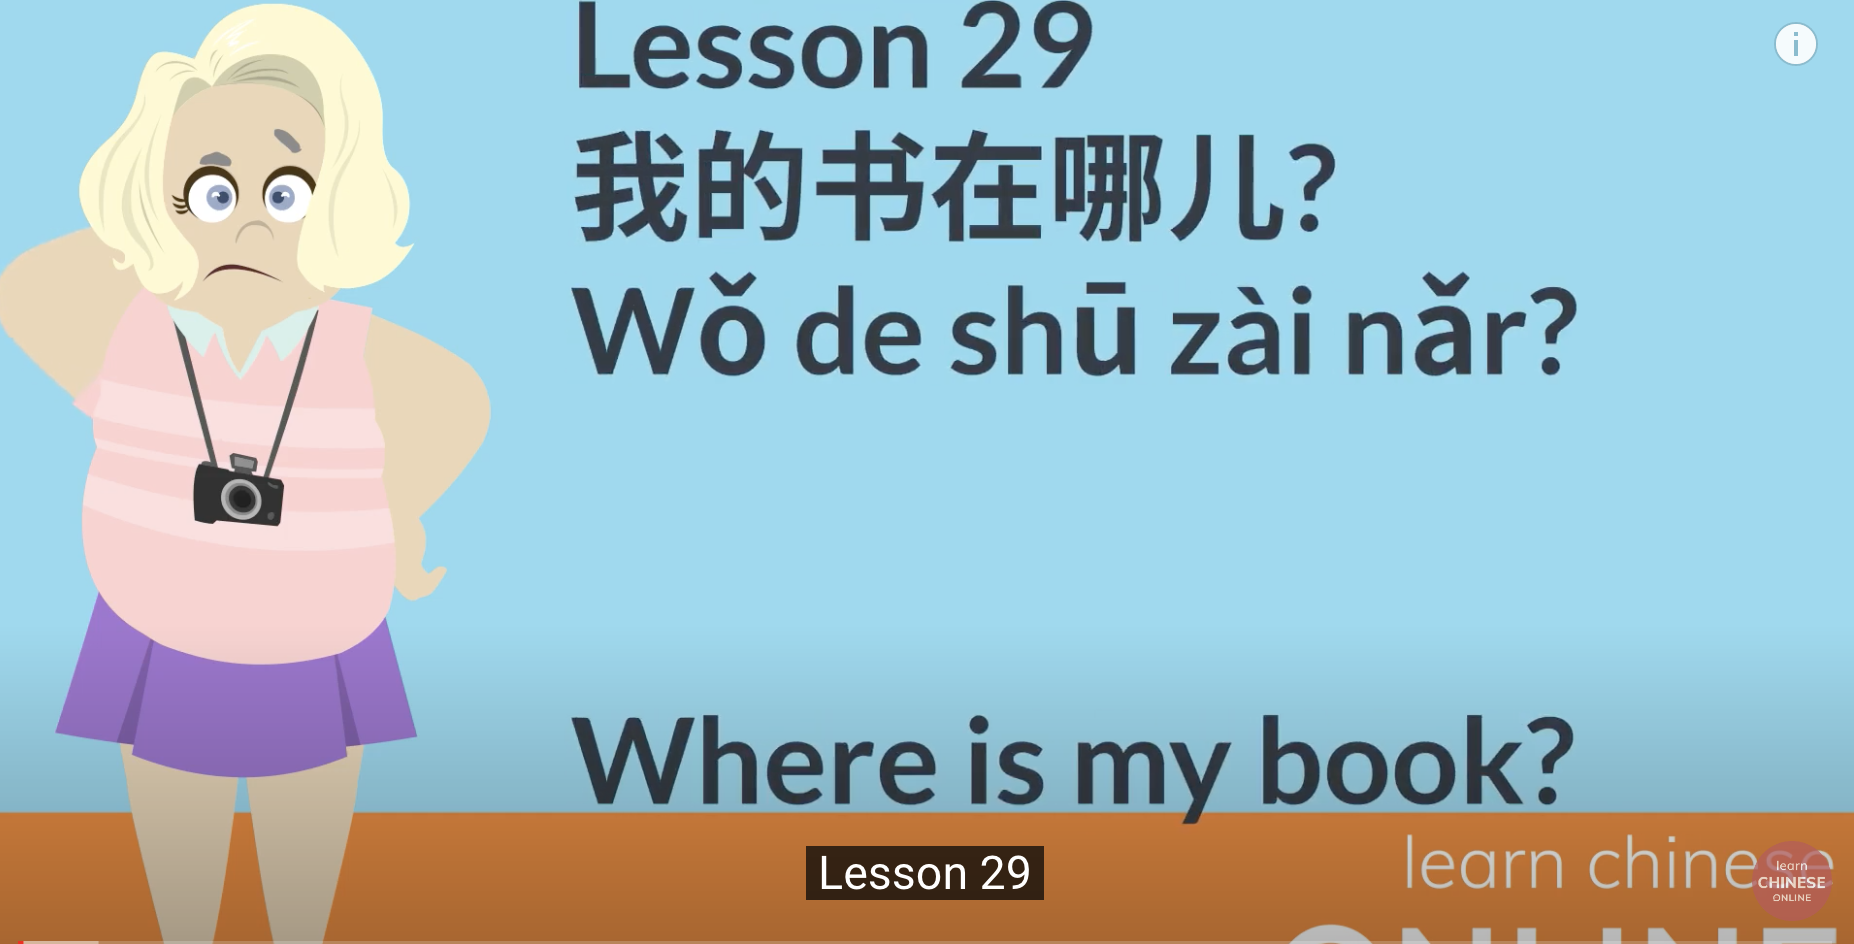 Lesson 29
我的书在哪儿?
Wǒ de shū zài nǎr?
Where is my book?
Lesson 29
learn chinese
ONLINE
learn
CHINESE
ONLINE